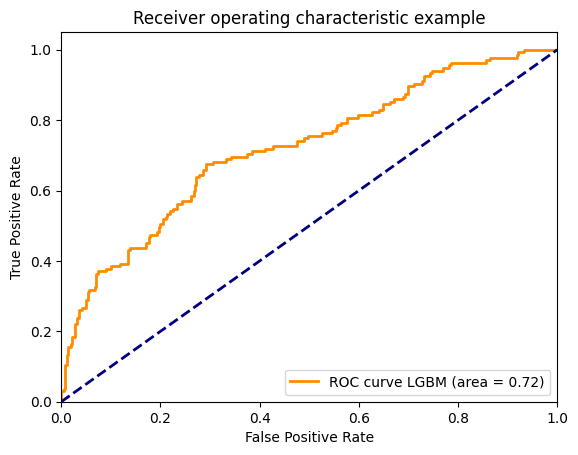 Receiver operating characteristic example
1.0
0.8
0.6
0.4
0.2
0.0
True Positive Rate
ROC curve LGBM (area = 0.72)
0.0 0.2 0.4 0.6 0.8 1.0
False Positive Rate